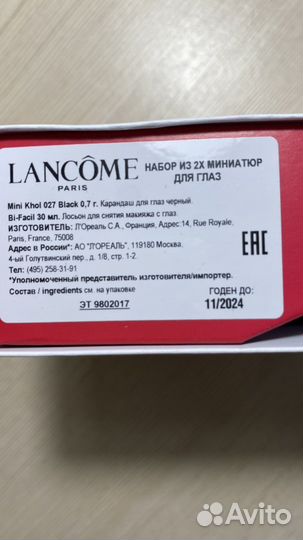 LANCÔME
PARIS
НАБОР ИЗ 2Х МИНИАТЮР
ДЛЯ ГЛАЗ
Mini Khol 027 Black 0,7 г. Карандаш для глаз черный.
Bi-Facil 30 мл. Лосьон для снятия макияжа с глаз.
ИЗГОТОВИТЕЛЬ: Л'Ореаль С.А., Франция, Адрес:14, Rue Royale,
Paris, France, 75008
Адрес в России*: АО "Л'ОРЕАЛЬ", 119180 Москва.
4-ый Голутвинский пер., д. 1/8, стр. 1-2.
Тел: (495) 258-31-91
*Уполномоченный представитель изготовителя/импортер.
Состав / ingredients см. на упаковке
ЭТ 9802017
EAC
ГОДЕН ДО:
11/2024
Avito